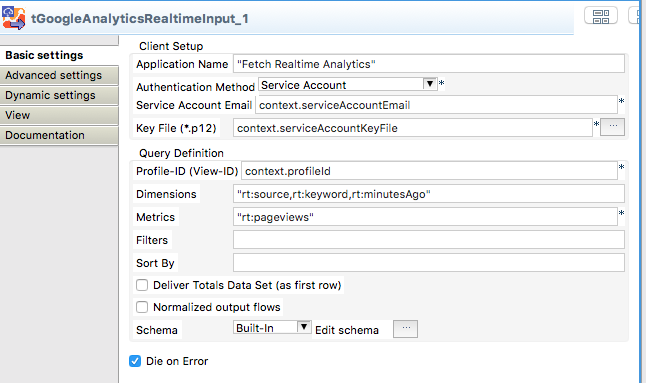 tGoogleAnalyticsRealtimeInput_1
Basic settings
Advanced settings
Dynamic settings
View
Documentation
Client Setup
Application Name "Fetch Realtime Analytics"
Authentication Method Service Account *
Service Account Email context.serviceAccountEmail *
Key File (*.p12) context.serviceAccountKeyFile * ...
Query Definition
Profile-ID (View-ID) context.profileId *
Dimensions "rt:source,rt:keyword,rt:minutesAgo"
Metrics "rt:pageviews" *
Filters
Sort By
Deliver Totals Data Set (as first row)
Normalized output flows
Schema Built-In Edit schema ...
Die on Error